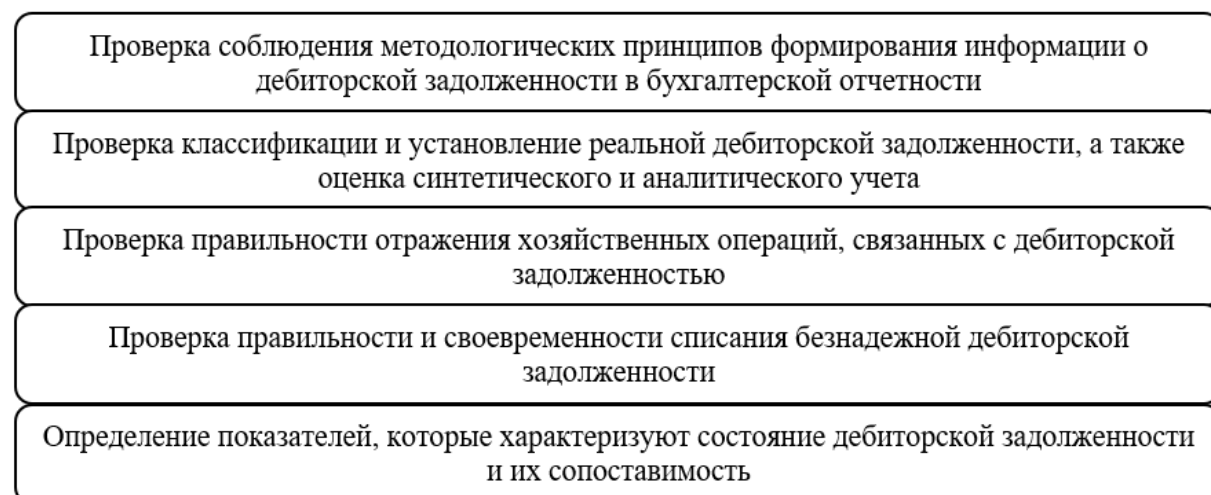 Проверка соблюдения методологических принципов формирования информации о
дебиторской задолженности в бухгалтерской отчетности
Проверка классификации и установление реальной дебиторской задолженности, а также
оценка синтетического и аналитического учета
Проверка правильности отражения хозяйственных операций, связанных с дебиторской
задолженностью
Проверка правильности и своевременности списания безнадежной дебиторской
задолженности
Определение показателей, которые характеризуют состояние дебиторской задолженности
и их сопоставимость